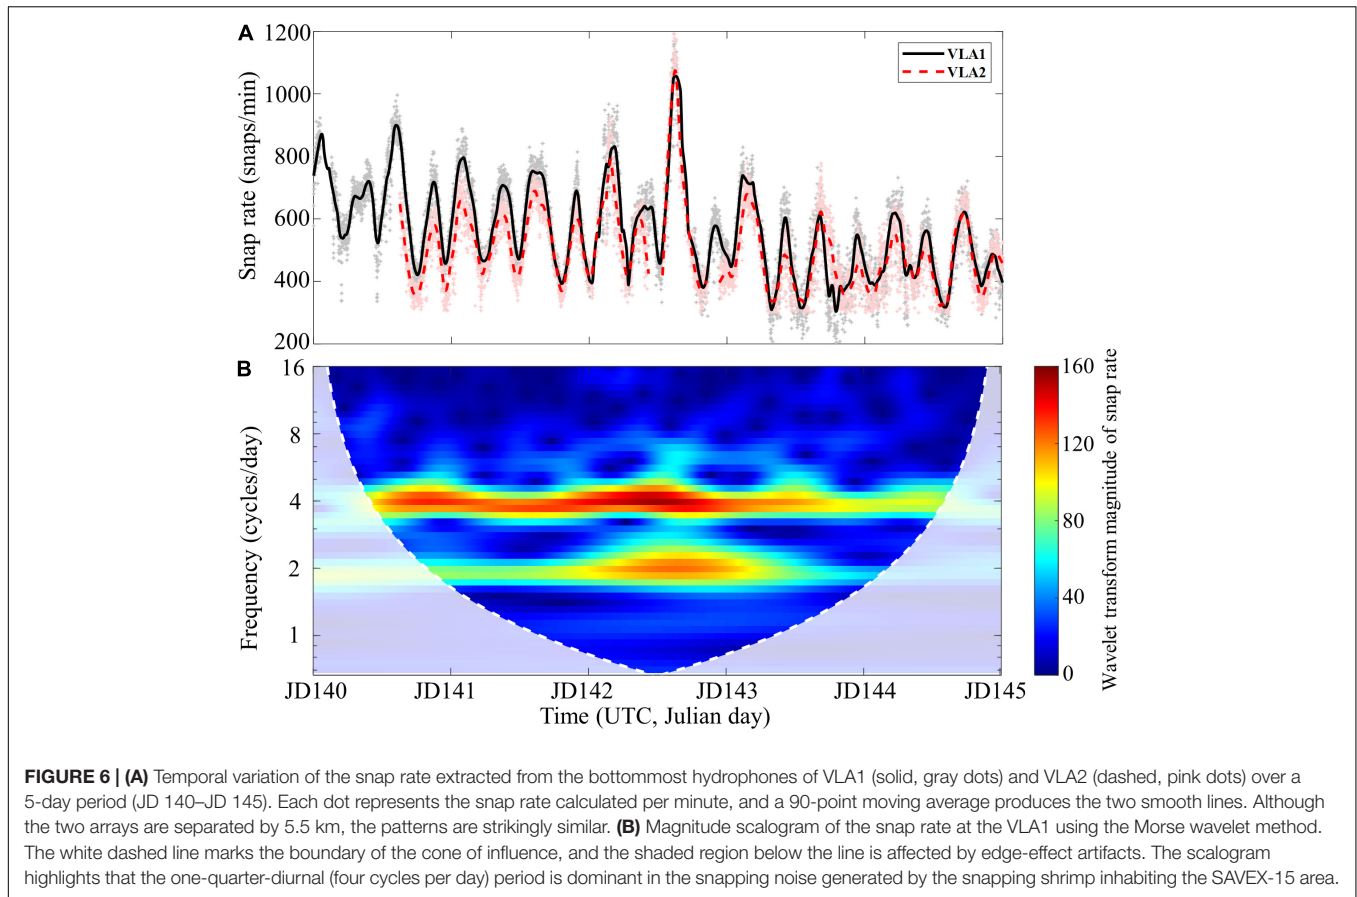 A
1200
1000
800
600
400
200
Snap rate (snaps/min)
VLA1
VLA2
B
16
8
4
2
1
Frequency (cycles/day)
JD140 JD141 JD142 JD143 JD144 JD145
Time (UTC, Julian day)
160
120
80
40
0
Wavelet transform magnitude of snap rate
FIGURE 6 | (A) Temporal variation of the snap rate extracted from the bottommost hydrophones of VLA1 (solid, gray dots) and VLA2 (dashed, pink dots) over a
5-day period (JD 140–JD 145). Each dot represents the snap rate calculated per minute, and a 90-point moving average produces the two smooth lines. Although
the two arrays are separated by 5.5 km, the patterns are strikingly similar. (B) Magnitude scalogram of the snap rate at the VLA1 using the Morse wavelet method.
The white dashed line marks the boundary of the cone of influence, and the shaded region below the line is affected by edge-effect artifacts. The scalogram
highlights that the one-quarter-diurnal (four cycles per day) period is dominant in the snapping noise generated by the snapping shrimp inhabiting the SAVEX-15 area.